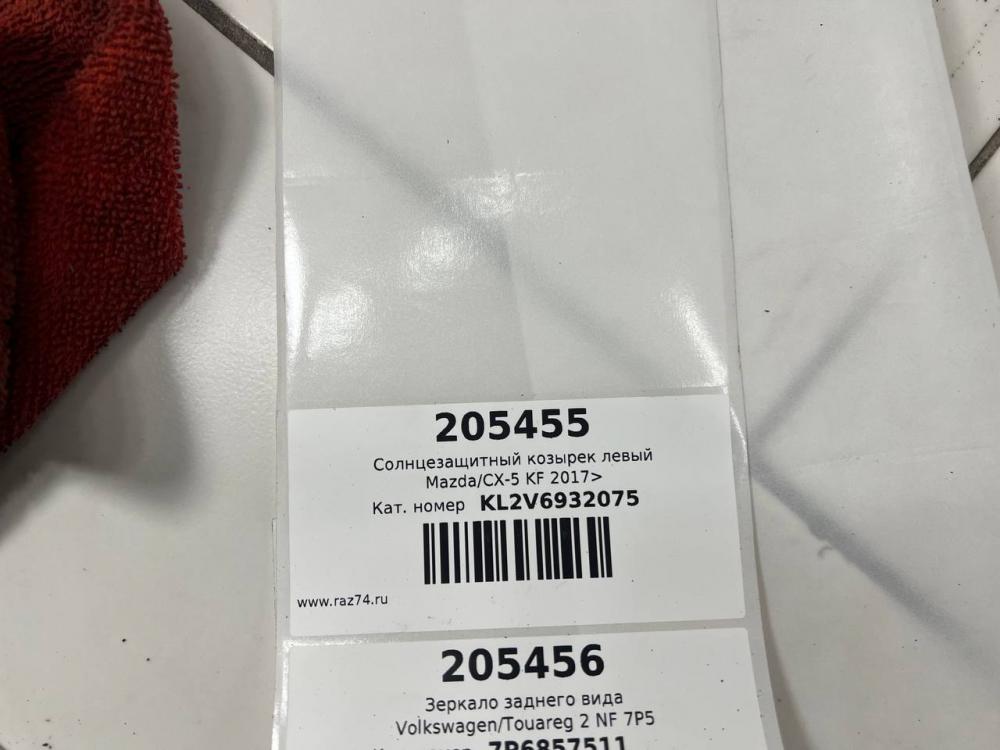 205455
Солнцезащитный козырек левый
Mazda/CX-5 KF 2017>
Кат. номер KL2V6932075
www.raz74.ru
205456
Зеркало заднего вида
Volkswagen/Touareg 2 NF 7P5
7P6857511